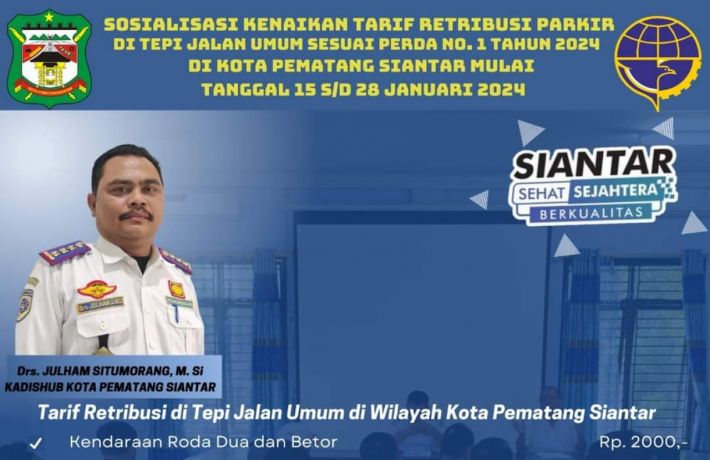 SOSIALISASI KENAIKAN TARIF RETRIBUSI PARKIR
DI TEPI JALAN UMUM SESUAI PERDA NO. 1 TAHUN 2024
DI KOTA PEMATANG SIANTAR MULAI
TANGGAL 15 S/D 28 JANUARI 2024
SIANTAR
SEHAT SEJAHTERA
BERKUALITAS
Drs. JULHAM SITUMORANG, M. Si
KADISHUB KOTA PEMATANG SIANTAR
Tarif Retribusi di Tepi Jalan Umum di Wilayah Kota Pematang Siantar
✓ Kendaraan Roda Dua dan Betor Rp. 2000,-